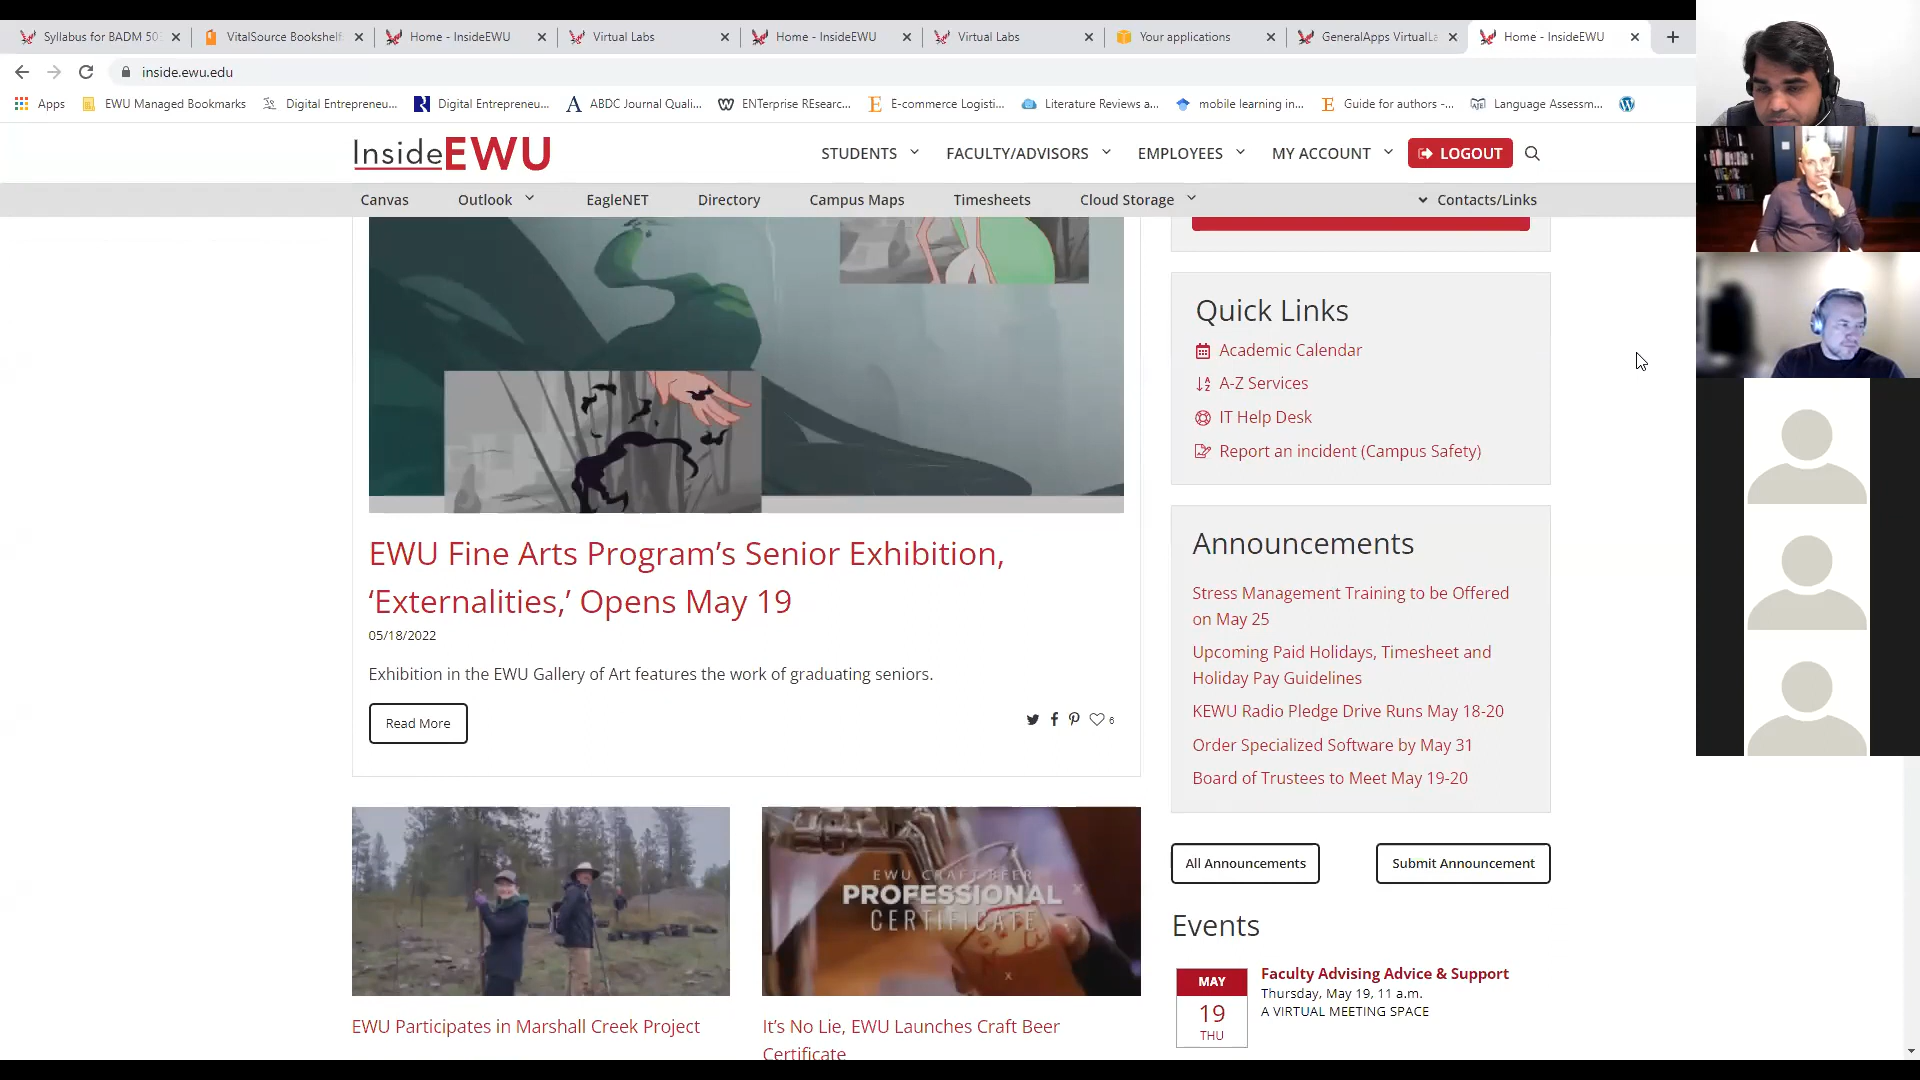 Syllabus for BADM 503
VitalSource Bookshelf
Home - InsideEWU
Virtual Labs
Home - InsideEWU
Virtual Labs
Your applications
GeneralApps VirtualLa
Home - InsideEWU
inside.ewu.edu
Apps
EWU Managed Bookmarks
Digital Entrepreneu...
Digital Entrepreneu...
ABDC Journal Quali...
ENTerprise REsearc...
E-commerce Logisti...
Literature Reviews a...
mobile learning in...
Guide for authors -...
Language Assessm...
InsideEWU
STUDENTS
FACULTY/ADVISORS
EMPLOYEES
MY ACCOUNT
LOGOUT
Canvas
Outlook
EagleNET
Directory
Campus Maps
Timesheets
Cloud Storage
Contacts/Links
EWU Fine Arts Program’s Senior Exhibition,
‘Externalities,’ Opens May 19
05/18/2022
Exhibition in the EWU Gallery of Art features the work of graduating seniors.
Read More
6
EWU CRAFT BEER
PROFESSIONAL
CERTIFICATE
EWU Participates in Marshall Creek Project
It’s No Lie, EWU Launches Craft Beer
Certificate
Quick Links
Academic Calendar
A-Z Services
IT Help Desk
Report an incident (Campus Safety)
Announcements
Stress Management Training to be Offered
on May 25
Upcoming Paid Holidays, Timesheet and
Holiday Pay Guidelines
KEWU Radio Pledge Drive Runs May 18-20
Order Specialized Software by May 31
Board of Trustees to Meet May 19-20
All Announcements
Submit Announcement
Events
MAY
19
THU
Faculty Advising Advice & Support
Thursday, May 19, 11 a.m.
A VIRTUAL MEETING SPACE